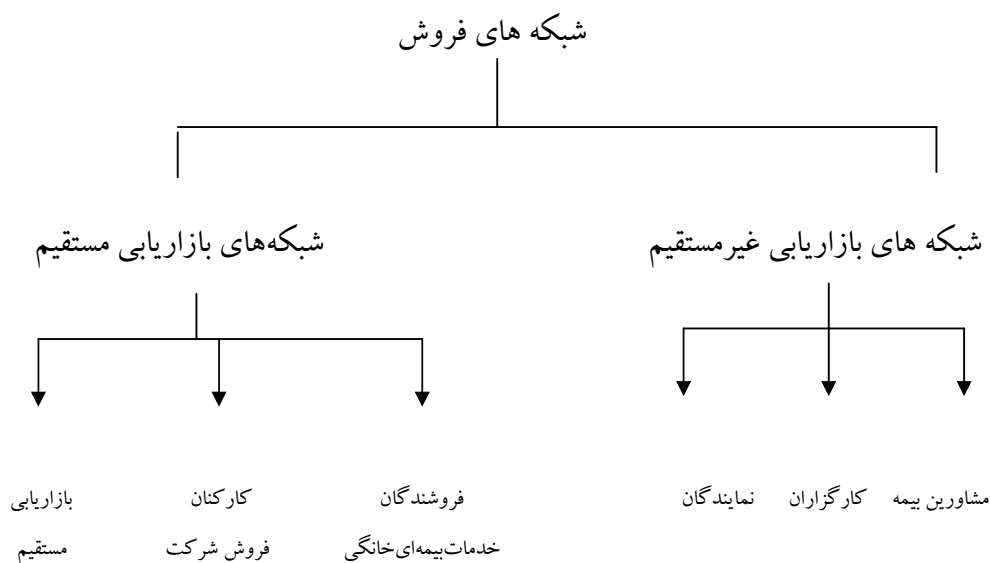 شبکه های فروش
شبکه های بازاریابی غیرمستقیم
شبکه‌های بازاریابی مستقیم
مشاورین بیمه
کارگزاران
نمایندگان
فروشندگان
خدمات‌بیمه‌ای‌خانگی
کارکنان
فروش شرکت
بازاریابی
مستقیم